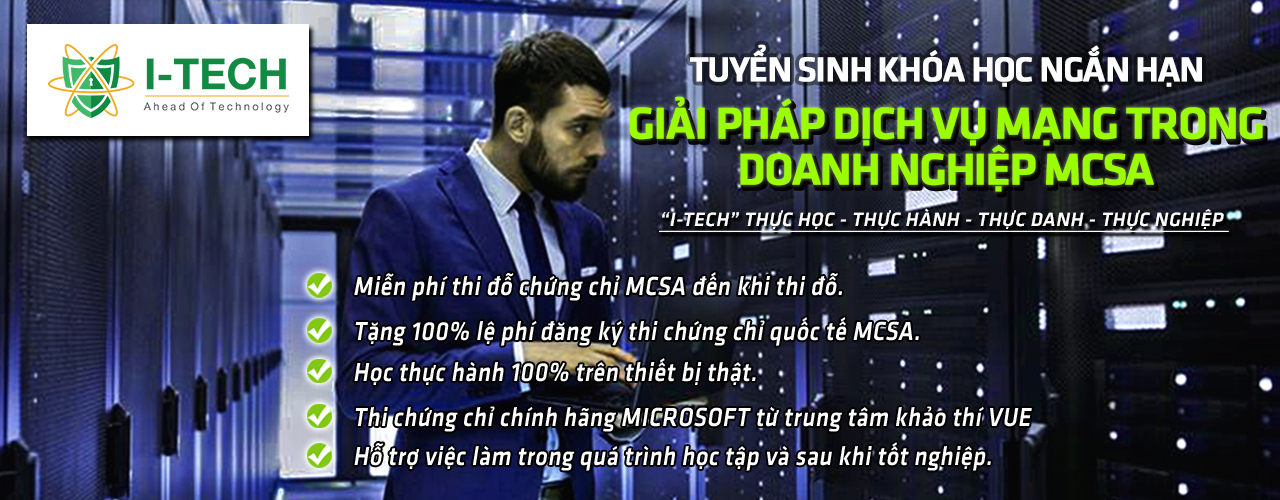 I-TECH
Ahead Of Technology
TUYỂN SINH KHÓA HỌC NGẮN HẠN
GIẢI PHÁP DỊCH VỤ MẠNG TRONG
DOANH NGHIỆP MCSA
“I-TECH” THỰC HỌC - THỰC HÀNH - THỰC DANH - THỰC NGHIỆP
Miễn phí thi đỗ chứng chỉ MCSA đến khi thi đỗ.
Tặng 100% lệ phí đăng ký thi chứng chỉ quốc tế MCSA.
Học thực hành 100% trên thiết bị thật.
Thi chứng chỉ chính hãng MICROSOFT từ trung tâm khảo thí VUE
Hỗ trợ việc làm trong quá trình học tập và sau khi tốt nghiệp.